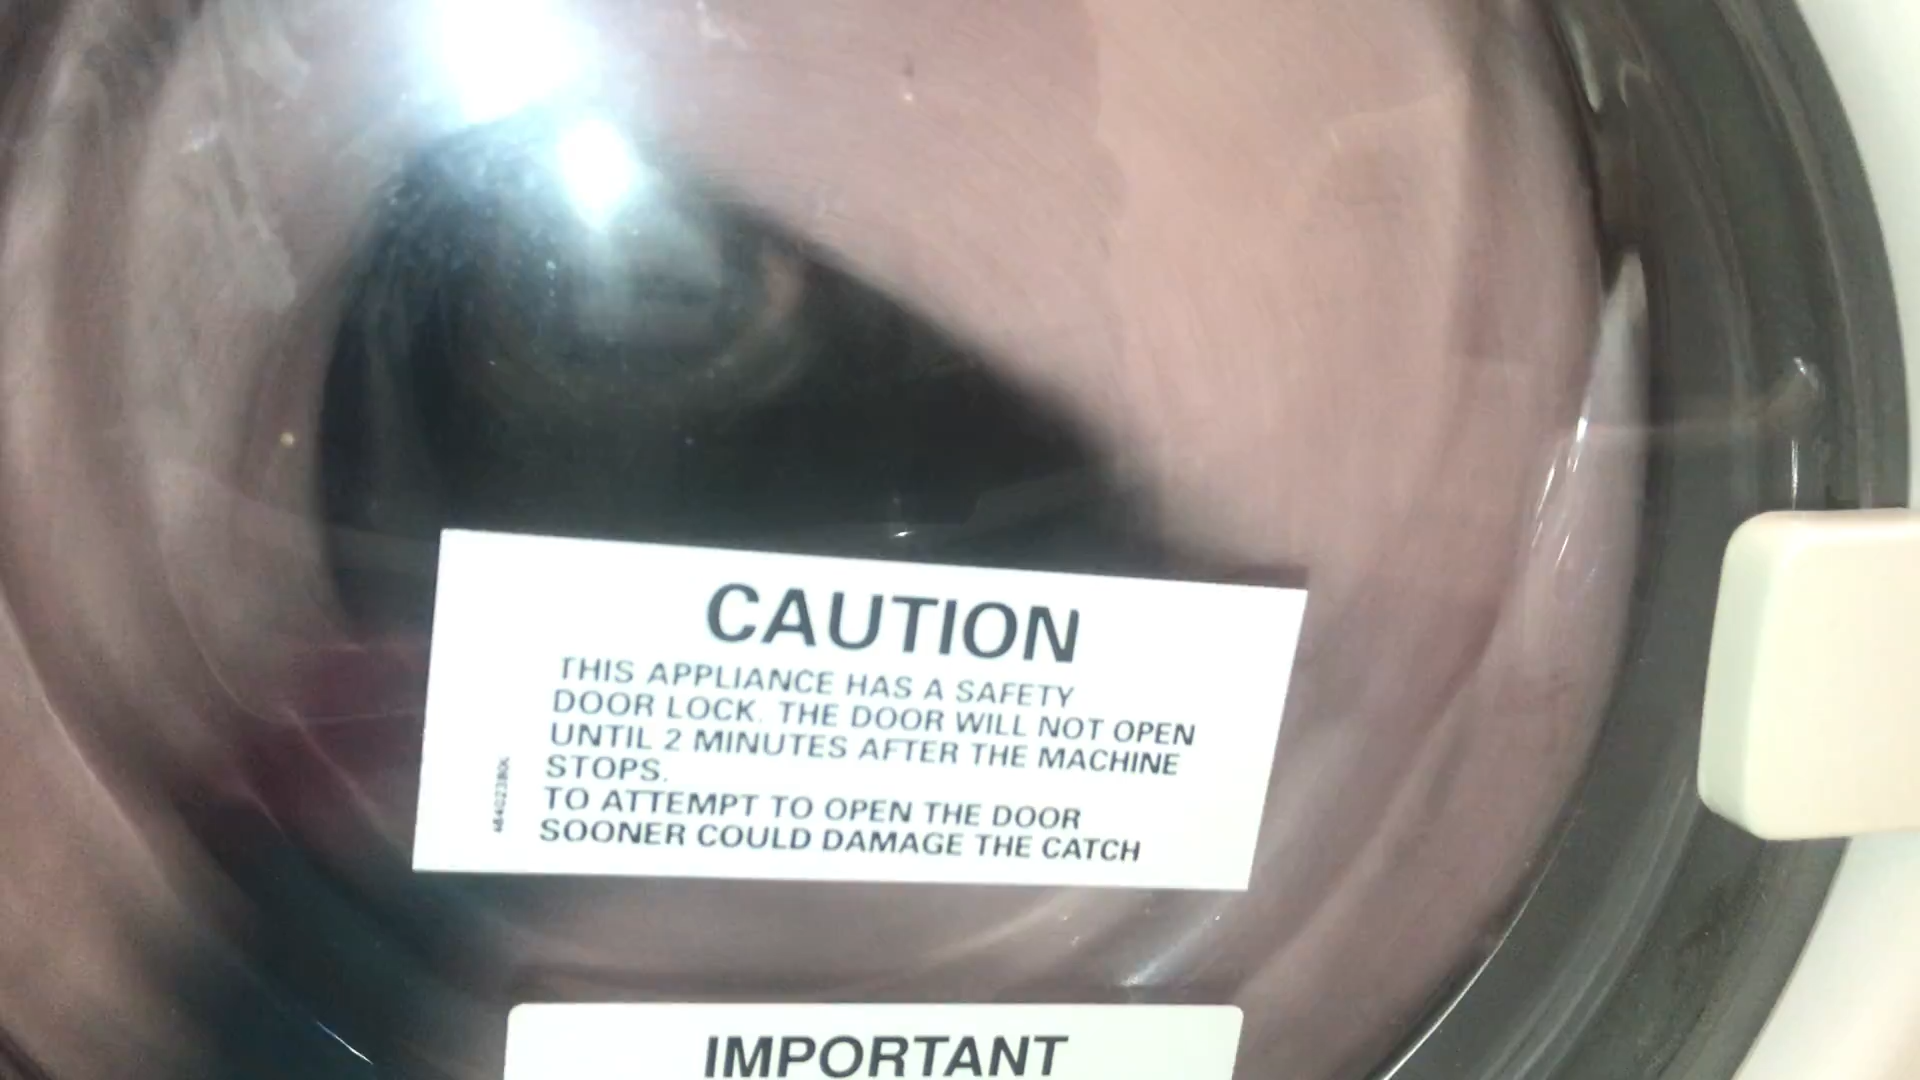 CAUTION
THIS APPLIANCE HAS A SAFETY
DOOR LOCK. THE DOOR WILL NOT OPEN
UNTIL 2 MINUTES AFTER THE MACHINE
STOPS.
TO ATTEMPT TO OPEN THE DOOR
SOONER COULD DAMAGE THE CATCH
IMPORTANT